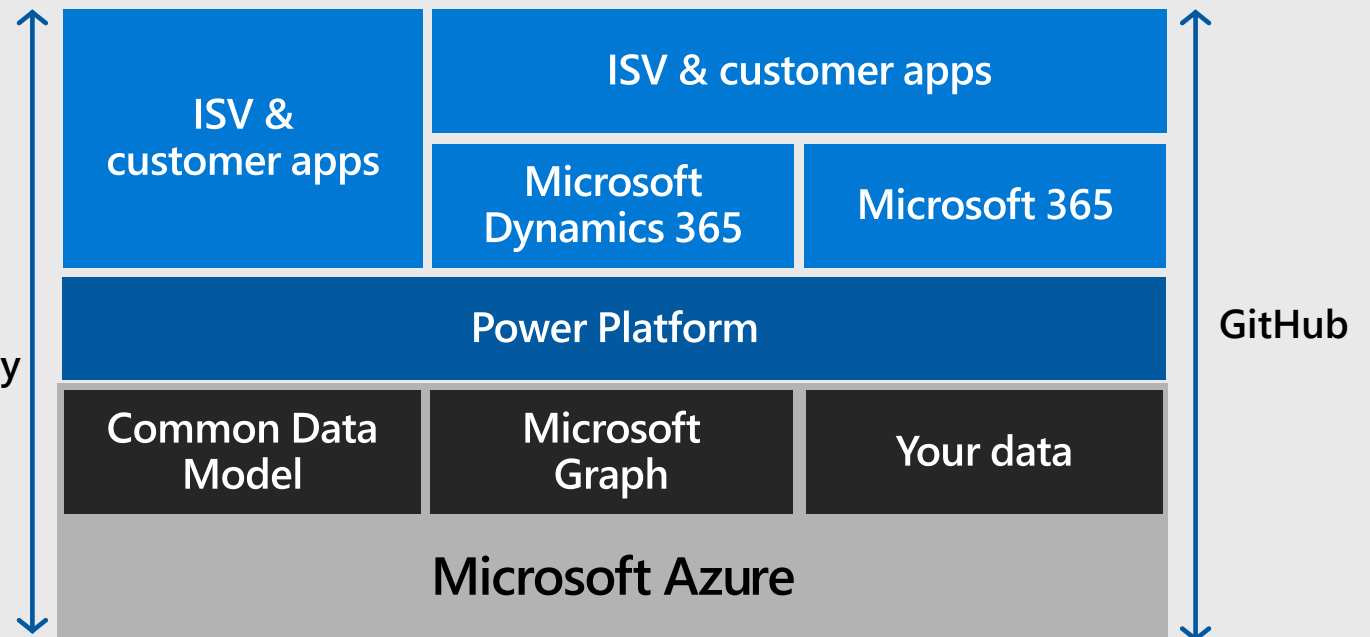 ISV &
customer apps
ISV & customer apps
Microsoft
Dynamics 365
Microsoft 365
Power Platform
y
GitHub
Common Data
Model
Microsoft
Graph
Your data
Microsoft Azure